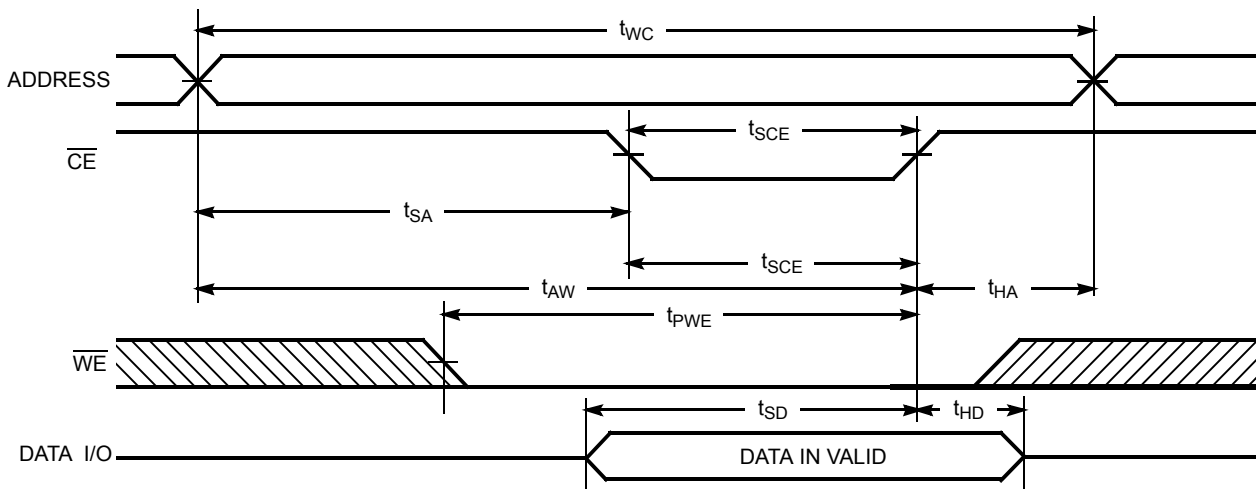 tWC
ADDRESS
tSCE
CE
tSA
tSCE
tAW
tHA
tPWE
WE
tSD
tHD
DATA I/O
DATA IN VALID